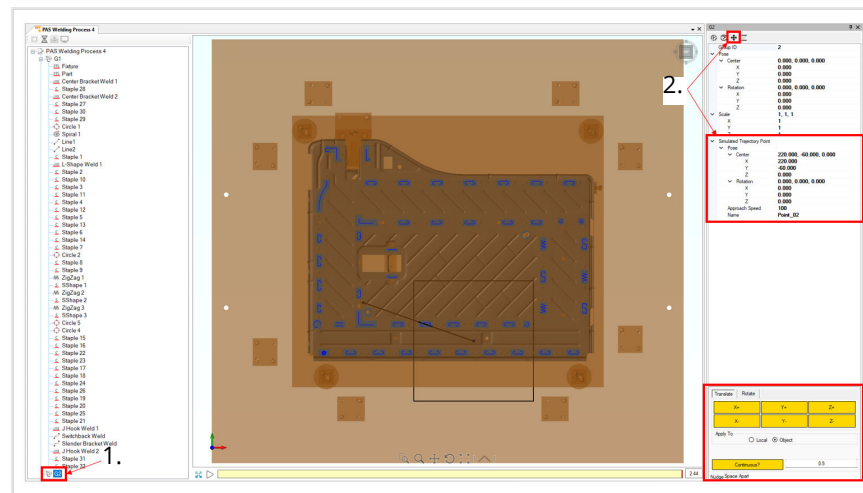 PAS Welding Process 4
PAS Welding Process 4
G1
Fixture
Part
Center Bracket Weld 1
Staple 28
Center Bracket Weld 2
Staple 27
Staple 30
Staple 29
Circle 1
Spiral 1
Line1
Line2
Staple 1
L-Shape Weld 1
Staple 2
Staple 10
Staple 3
Staple 11
Staple 4
Staple 12
Staple 5
Staple 13
Staple 6
Staple 14
Staple 7
Circle 2
Staple 8
Staple 9
ZigZag 1
SShape 1
ZigZag 2
SShape 2
ZigZag 3
SShape 3
Circle 5
Circle 4
Staple 15
Staple 16
Staple 22
Staple 23
Staple 17
Staple 18
Staple 24
Staple 26
Staple 19
Staple 20
Staple 25
Staple 21
J Hook Weld 1
Switchback Weld
Slender Bracket Weld
J Hook Weld 2
Staple 31
Staple 32
G2
1.
2.44
2.
G2
Group ID 2
Pose
Center 0.000, 0.000, 0.000
X 0.000
Y 0.000
Z 0.000
Rotation 0.000, 0.000, 0.000
X 0.000
Y 0.000
Z 0.000
Scale 1, 1, 1
X 1
Y 1
Simulated Trajectory Point
Pose
Center 220.000, -60.000, 0.000
X 220.000
Y -60.000
Z 0.000
Rotation 0.000, 0.000, 0.000
X 0.000
Y 0.000
Z 0.000
Approach Speed 100
Name Point_02
Translate Rotate
X+ Y+ Z+
X- Y- Z-
Apply To
Local Object
Continuous? 0.5
Nudge Space Apart